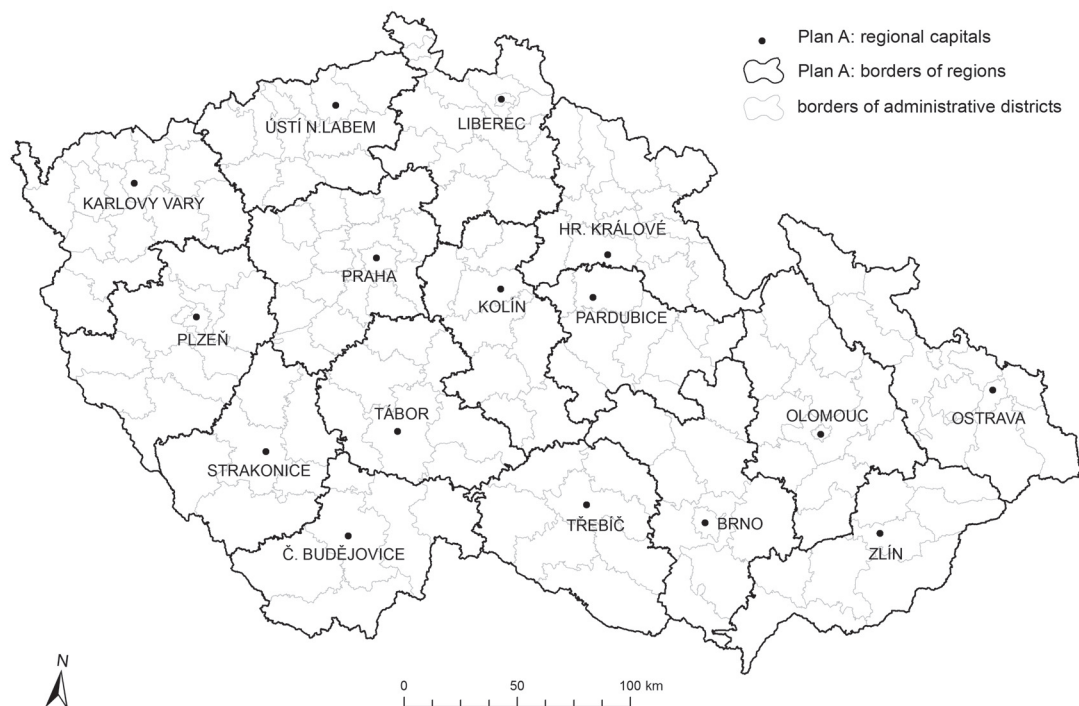 Plan A: regional capitals
Plan A: borders of regions
borders of administrative districts
ÚSTÍ N.LABEM
LIBEREC
KARLOVY VARY
HR. KRÁLOVÉ
PRAHA
KOLÍN
PARDUBICE
PLZEŇ
TÁBOR
OLOMOUC
OSTRAVA
STRAKONICE
TŘEBÍČ
BRNO
Č. BUDĚJOVICE
ZLÍN
N
0 50 100 km